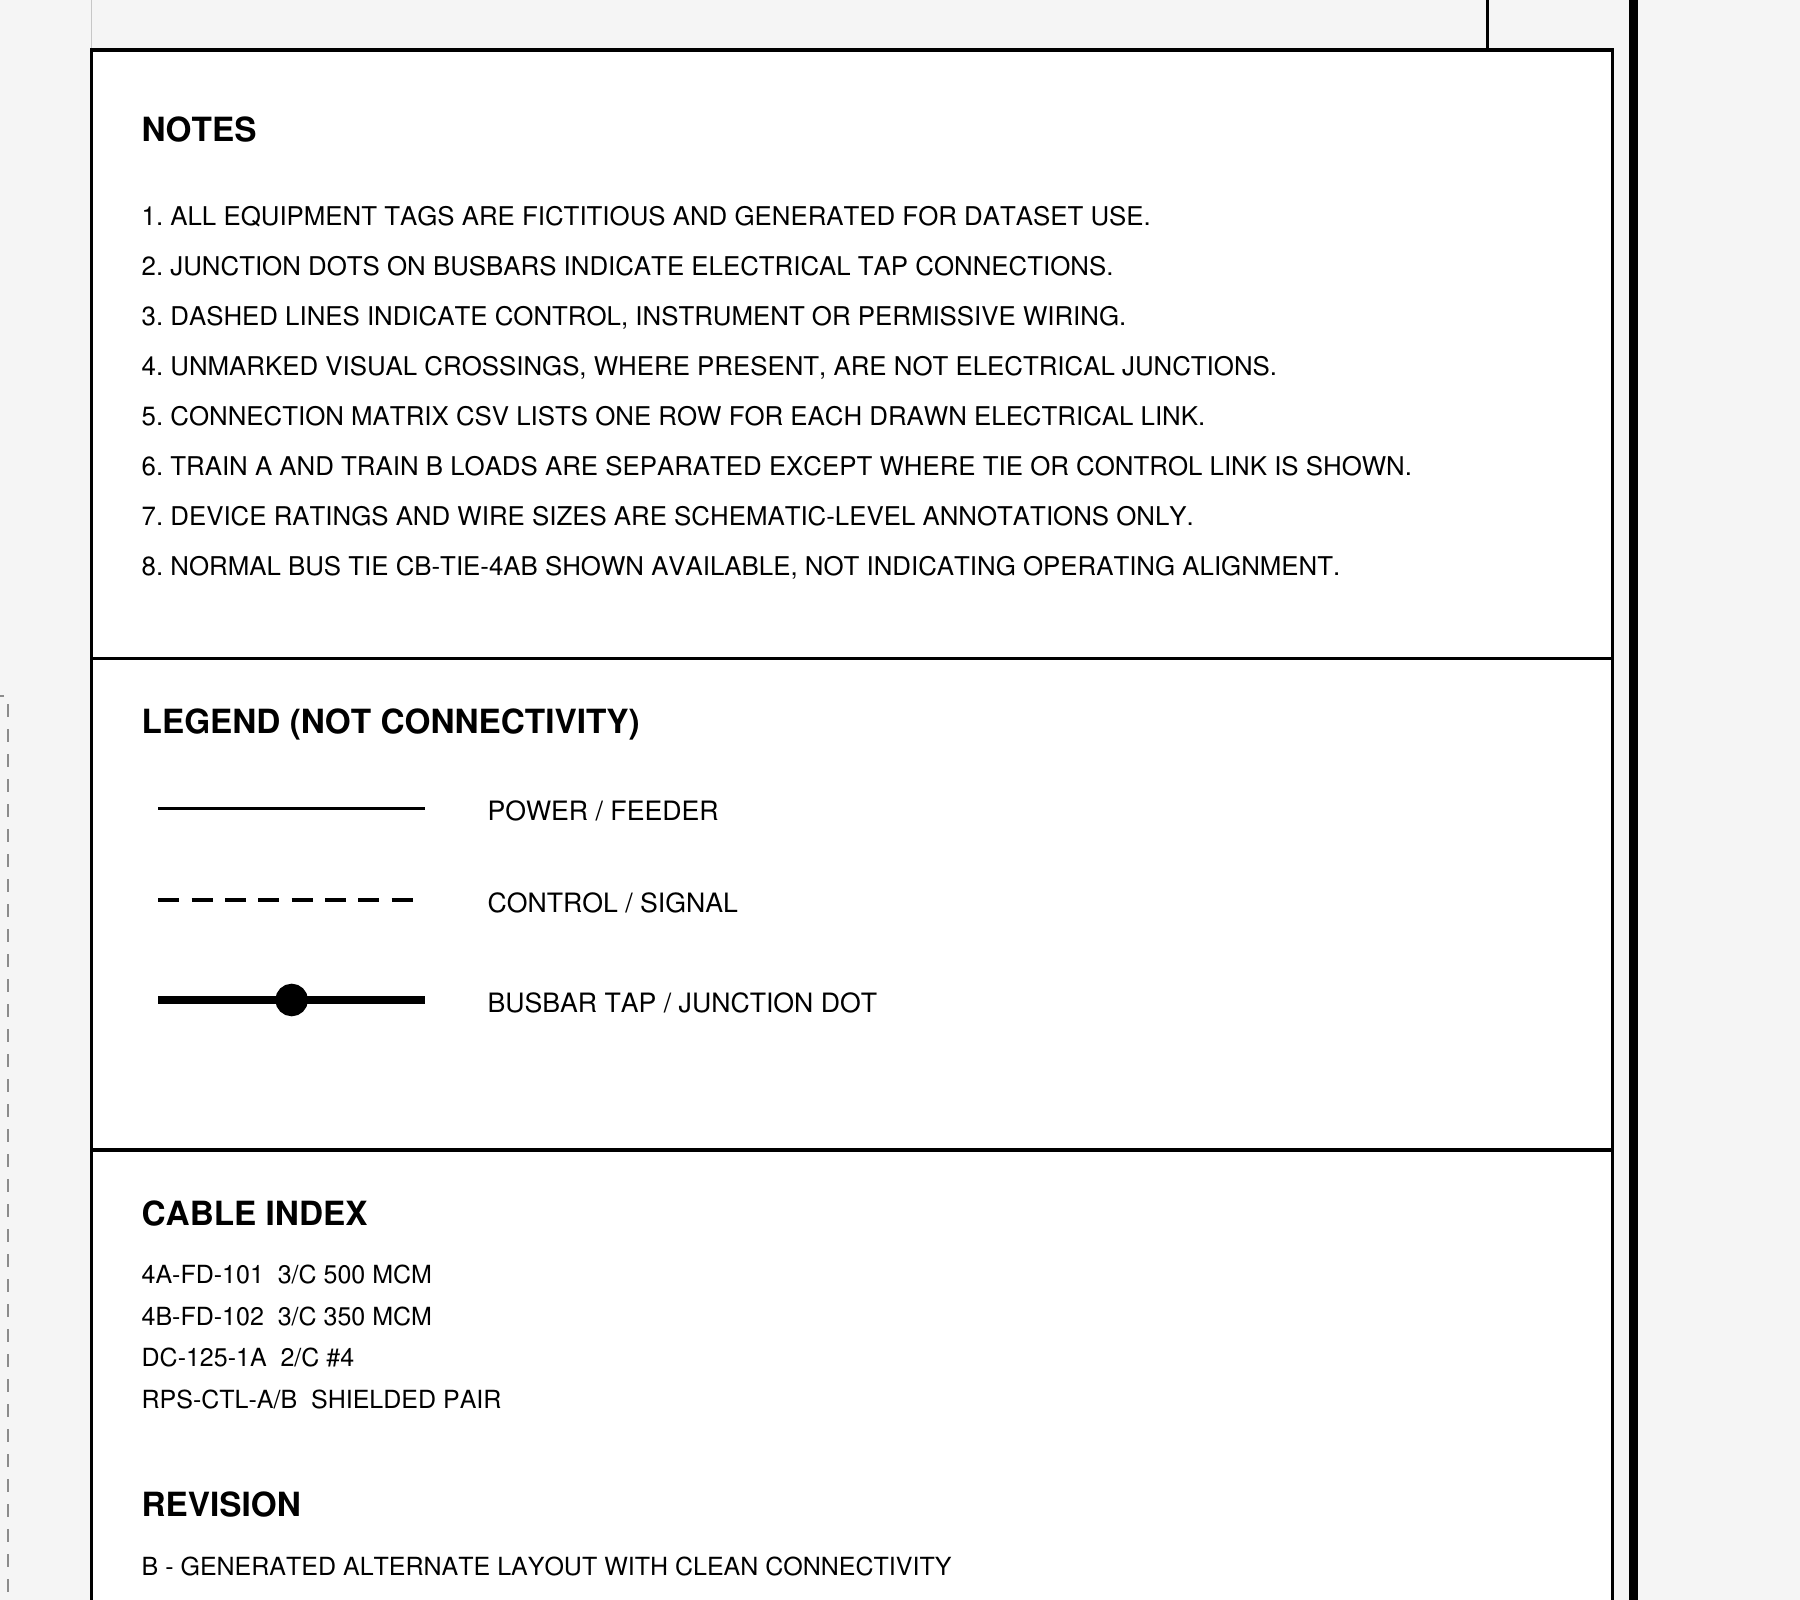 NOTES
1. ALL EQUIPMENT TAGS ARE FICTITIOUS AND GENERATED FOR DATASET USE.
2. JUNCTION DOTS ON BUSBARS INDICATE ELECTRICAL TAP CONNECTIONS.
3. DASHED LINES INDICATE CONTROL, INSTRUMENT OR PERMISSIVE WIRING.
4. UNMARKED VISUAL CROSSINGS, WHERE PRESENT, ARE NOT ELECTRICAL JUNCTIONS.
5. CONNECTION MATRIX CSV LISTS ONE ROW FOR EACH DRAWN ELECTRICAL LINK.
6. TRAIN A AND TRAIN B LOADS ARE SEPARATED EXCEPT WHERE TIE OR CONTROL LINK IS SHOWN.
7. DEVICE RATINGS AND WIRE SIZES ARE SCHEMATIC-LEVEL ANNOTATIONS ONLY.
8. NORMAL BUS TIE CB-TIE-4AB SHOWN AVAILABLE, NOT INDICATING OPERATING ALIGNMENT.
LEGEND (NOT CONNECTIVITY)
POWER / FEEDER
CONTROL / SIGNAL
BUSBAR TAP / JUNCTION DOT
CABLE INDEX
4A-FD-101  3/C 500 MCM
4B-FD-102  3/C 350 MCM
DC-125-1A  2/C #4
RPS-CTL-A/B  SHIELDED PAIR
REVISION
B - GENERATED ALTERNATE LAYOUT WITH CLEAN CONNECTIVITY